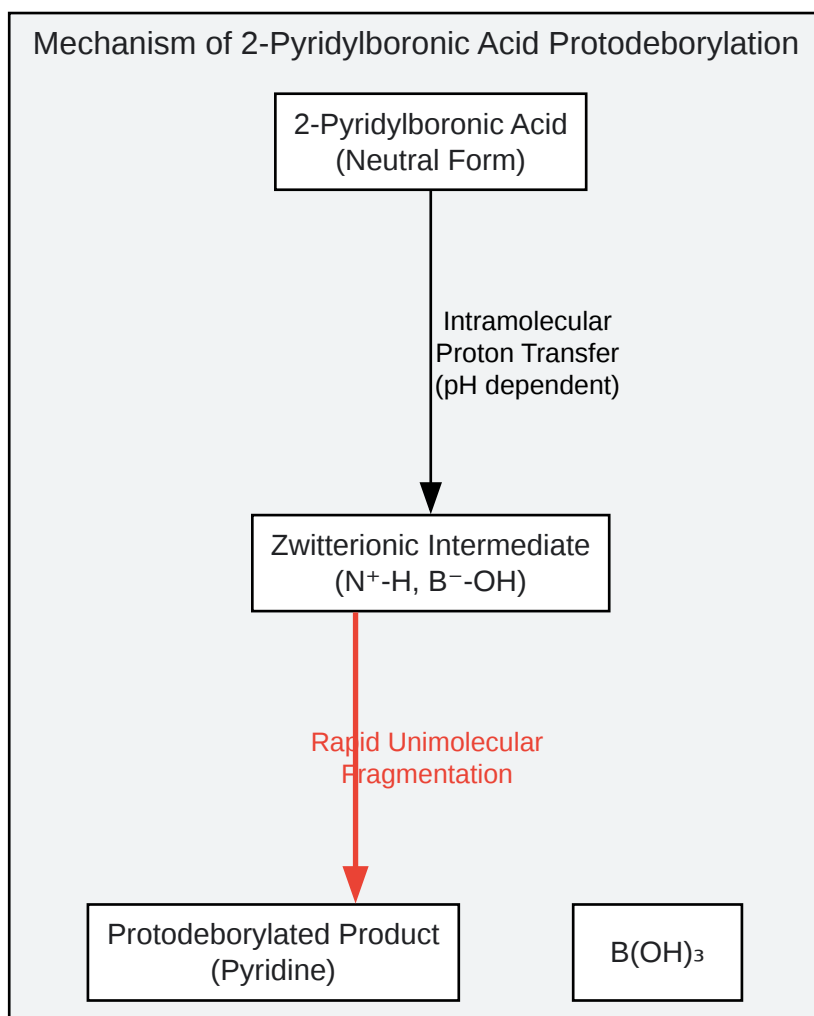 Mechanism of 2-Pyridylboronic Acid Protodeborylation
2-Pyridylboronic Acid
(Neutral Form)
Intramolecular
Proton Transfer
(pH dependent)
Zwitterionic Intermediate
(N⁺-H, B⁻-OH)
Rapid Unimolecular
Fragmentation
Protodeborylated Product
(Pyridine)
B(OH)₃